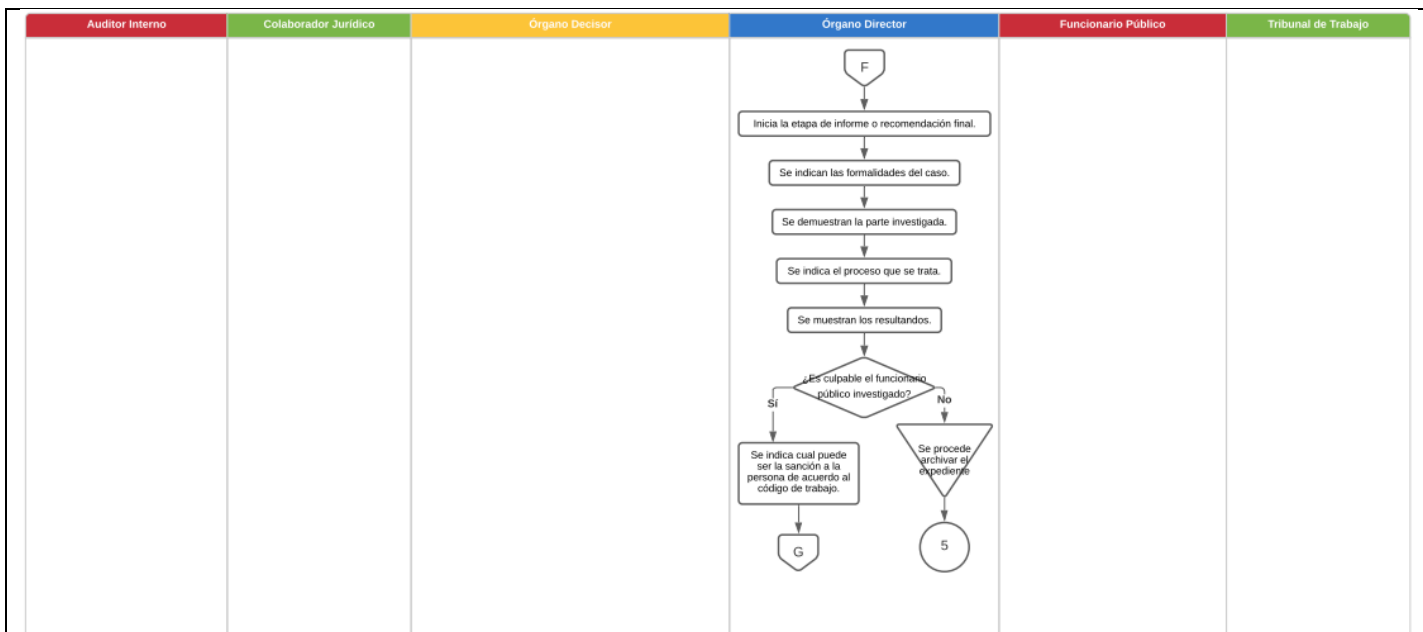 Auditor Interno
Colaborador Jurídico
Órgano Decisor
Órgano Director
Funcionario Público
Tribunal de Trabajo
F
Inicia la etapa de informe o recomendación final.
Se indican las formalidades del caso.
Se demuestran la parte investigada.
Se indica el proceso que se trata.
Se muestran los resultandos.
¿Es culpable el funcionario
público investigado?
Sí
No
Se indica cual puede
ser la sanción a la
persona de acuerdo al
código de trabajo.
Se procede
archivar el
expediente
G
5